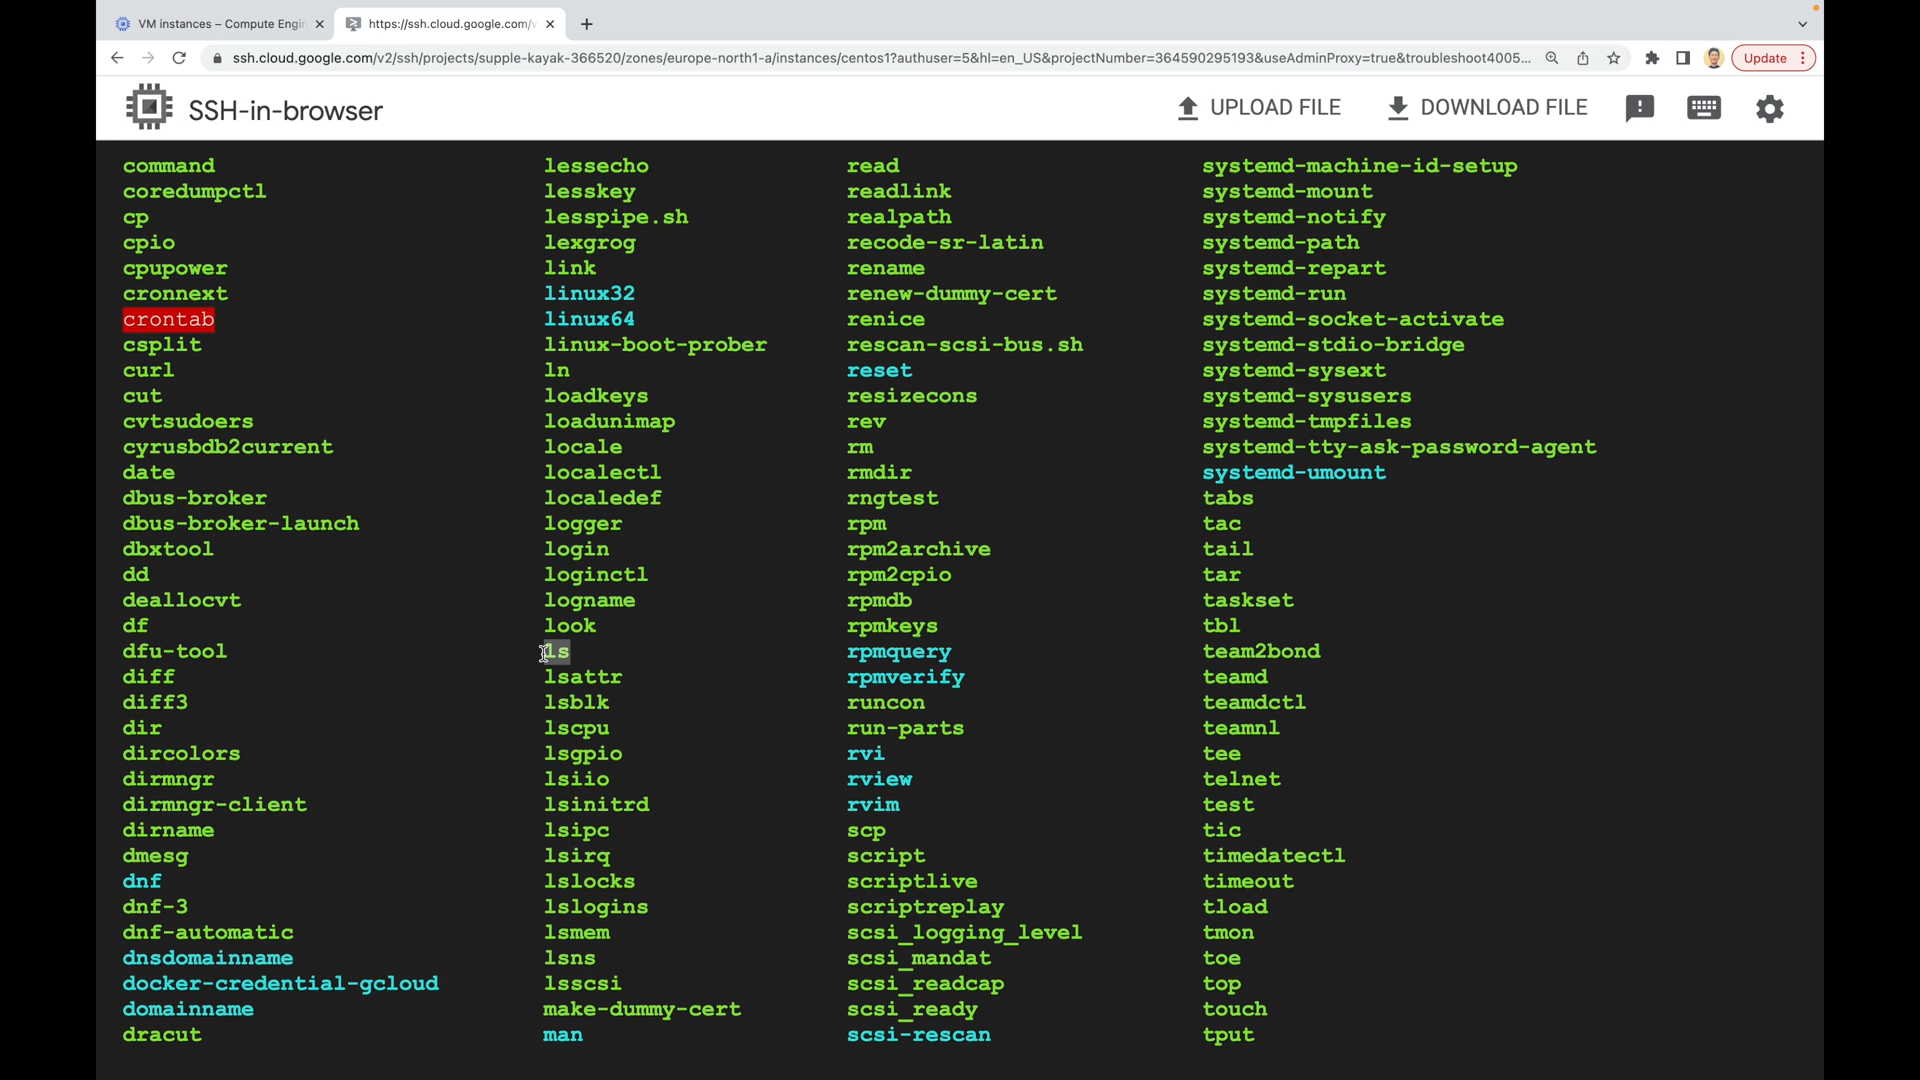 VM instances – Compute Engin
https://ssh.cloud.google.com/v
ssh.cloud.google.com/v2/ssh/projects/supple-kayak-366520/zones/europe-north1-a/instances/centos1?authuser=5&hl=en_US&projectNumber=364590295193&useAdminProxy=true&troubleshoot4005...
Update
SSH-in-browser
UPLOAD FILE
DOWNLOAD FILE
command lessecho read systemd-machine-id-setup
coredumpctl lesskey readlink systemd-mount
cp lesspipe.sh realpath systemd-notify
cpio lexgrog recode-sr-latin systemd-path
cpupower link rename systemd-repart
cronnext linux32 renew-dummy-cert systemd-run
crontab linux64 renice systemd-socket-activate
csplit linux-boot-prober rescan-scsi-bus.sh systemd-stdio-bridge
curl ln reset systemd-sysext
cut loadkeys resizecons systemd-sysusers
cvtsudoers loadunimap rev systemd-tmpfiles
cyrusbdb2current locale rm systemd-tty-ask-password-agent
date localectl rmdir systemd-umount
dbus-broker localedef rngtest tabs
dbus-broker-launch logger rpm tac
dbxtool login rpm2archive tail
dd loginctl rpm2cpio tar
deallocvt logname rpmdb taskset
df look rpmkeys tbl
dfu-tool ls rpmquery team2bond
diff lsattr rpmverify teamd
diff3 lsblk runcon teamdctl
dir lscpu run-parts teamnl
dircolors lsgpio rvi tee
dirmngr lsiio rview telnet
dirmngr-client lsinitrd rvim test
dirname lsipc scp tic
dmesg lsirq script timedatectl
dnf lslocks scriptlive timeout
dnf-3 lslogins scriptreplay tload
dnf-automatic lsmem scsi_logging_level tmon
dnsdomainname lsns scsi_mandat toe
docker-credential-gcloud lsscsi scsi_readcap top
domainname make-dummy-cert scsi_ready touch
dracut man scsi-rescan tput